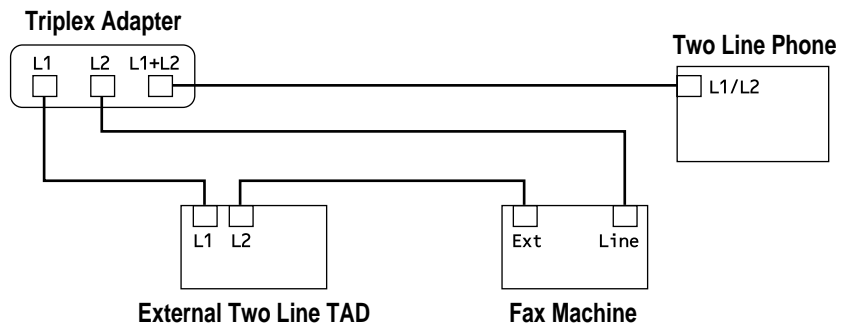 Triplex Adapter
L1 L2 L1+L2
Two Line Phone
L1/L2
L1 L2
External Two Line TAD
Ext Line
Fax Machine